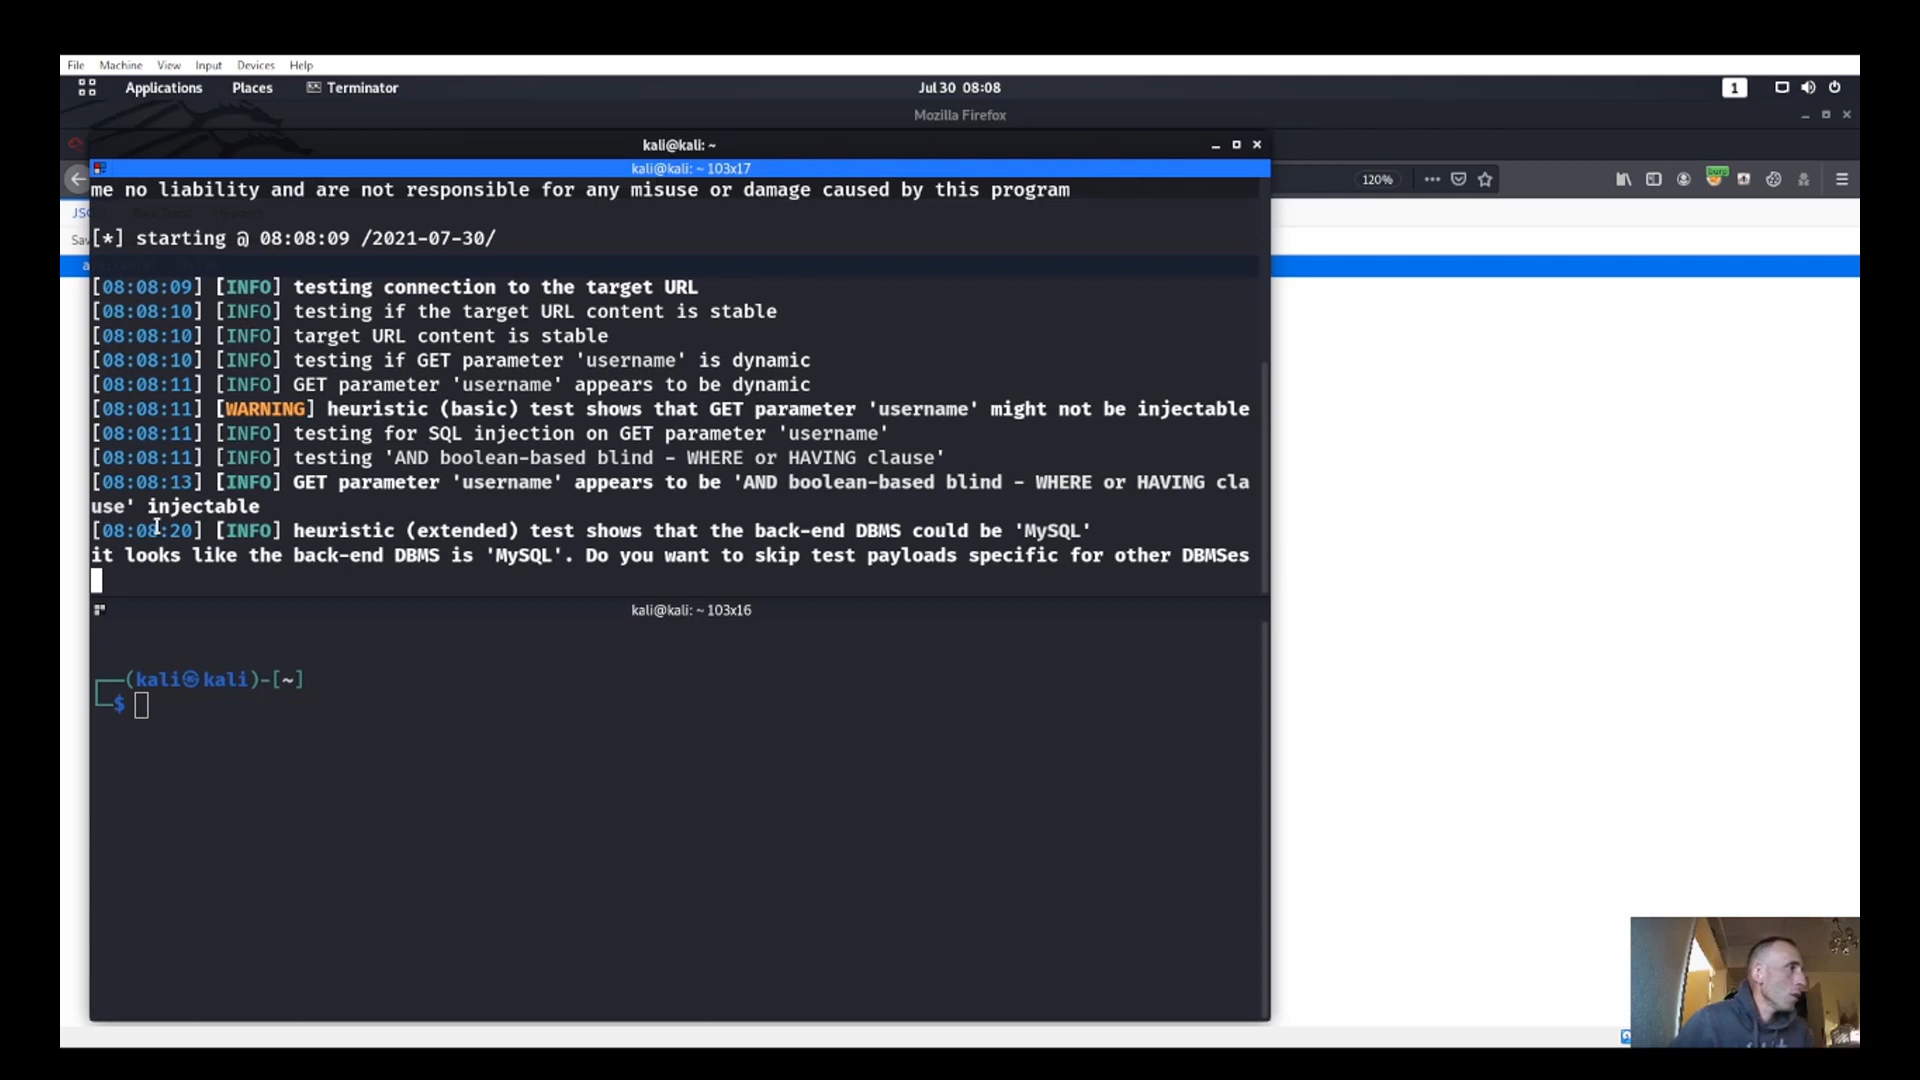 File Machine View Input Devices Help
Applications Places Terminator Jul 30 08:08 1
Mozilla Firefox
kali@kali: ~
kali@kali: ~ 103x17
120%
burp
me no liability and are not responsible for any misuse or damage caused by this program
[*] starting @ 08:08:09 /2021-07-30/
[08:08:09] [INFO] testing connection to the target URL
[08:08:10] [INFO] testing if the target URL content is stable
[08:08:10] [INFO] target URL content is stable
[08:08:10] [INFO] testing if GET parameter 'username' is dynamic
[08:08:11] [INFO] GET parameter 'username' appears to be dynamic
[08:08:11] [WARNING] heuristic (basic) test shows that GET parameter 'username' might not be injectable
[08:08:11] [INFO] testing for SQL injection on GET parameter 'username'
[08:08:11] [INFO] testing 'AND boolean-based blind - WHERE or HAVING clause'
[08:08:13] [INFO] GET parameter 'username' appears to be 'AND boolean-based blind - WHERE or HAVING cla
use' injectable
[08:08:20] [INFO] heuristic (extended) test shows that the back-end DBMS could be 'MySQL'
it looks like the back-end DBMS is 'MySQL'. Do you want to skip test payloads specific for other DBMSes
kali@kali: ~ 103x16
(kali㉿kali)-[~]
$